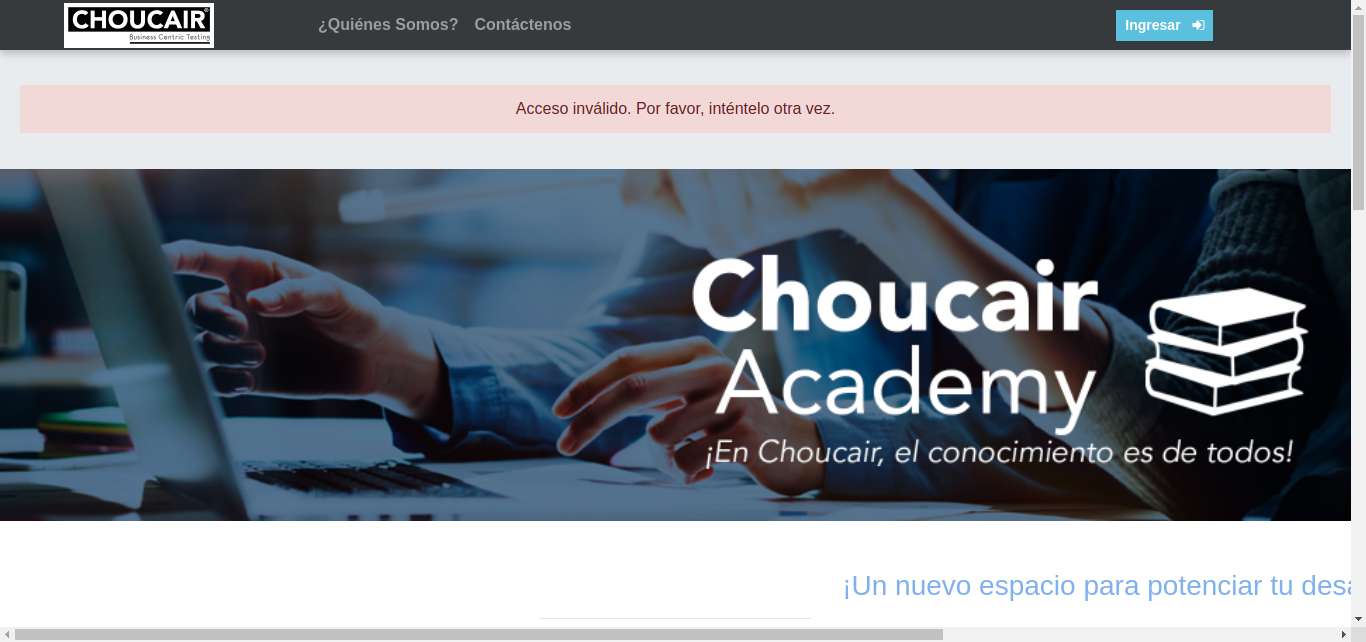 CHOUCAIR®
Business Centric Testing
¿Quiénes Somos? Contáctenos
Ingresar
Acceso inválido. Por favor, inténtelo otra vez.
Choucair
Academy
¡En Choucair, el conocimiento es de todos!
¡Un nuevo espacio para potenciar tu desa